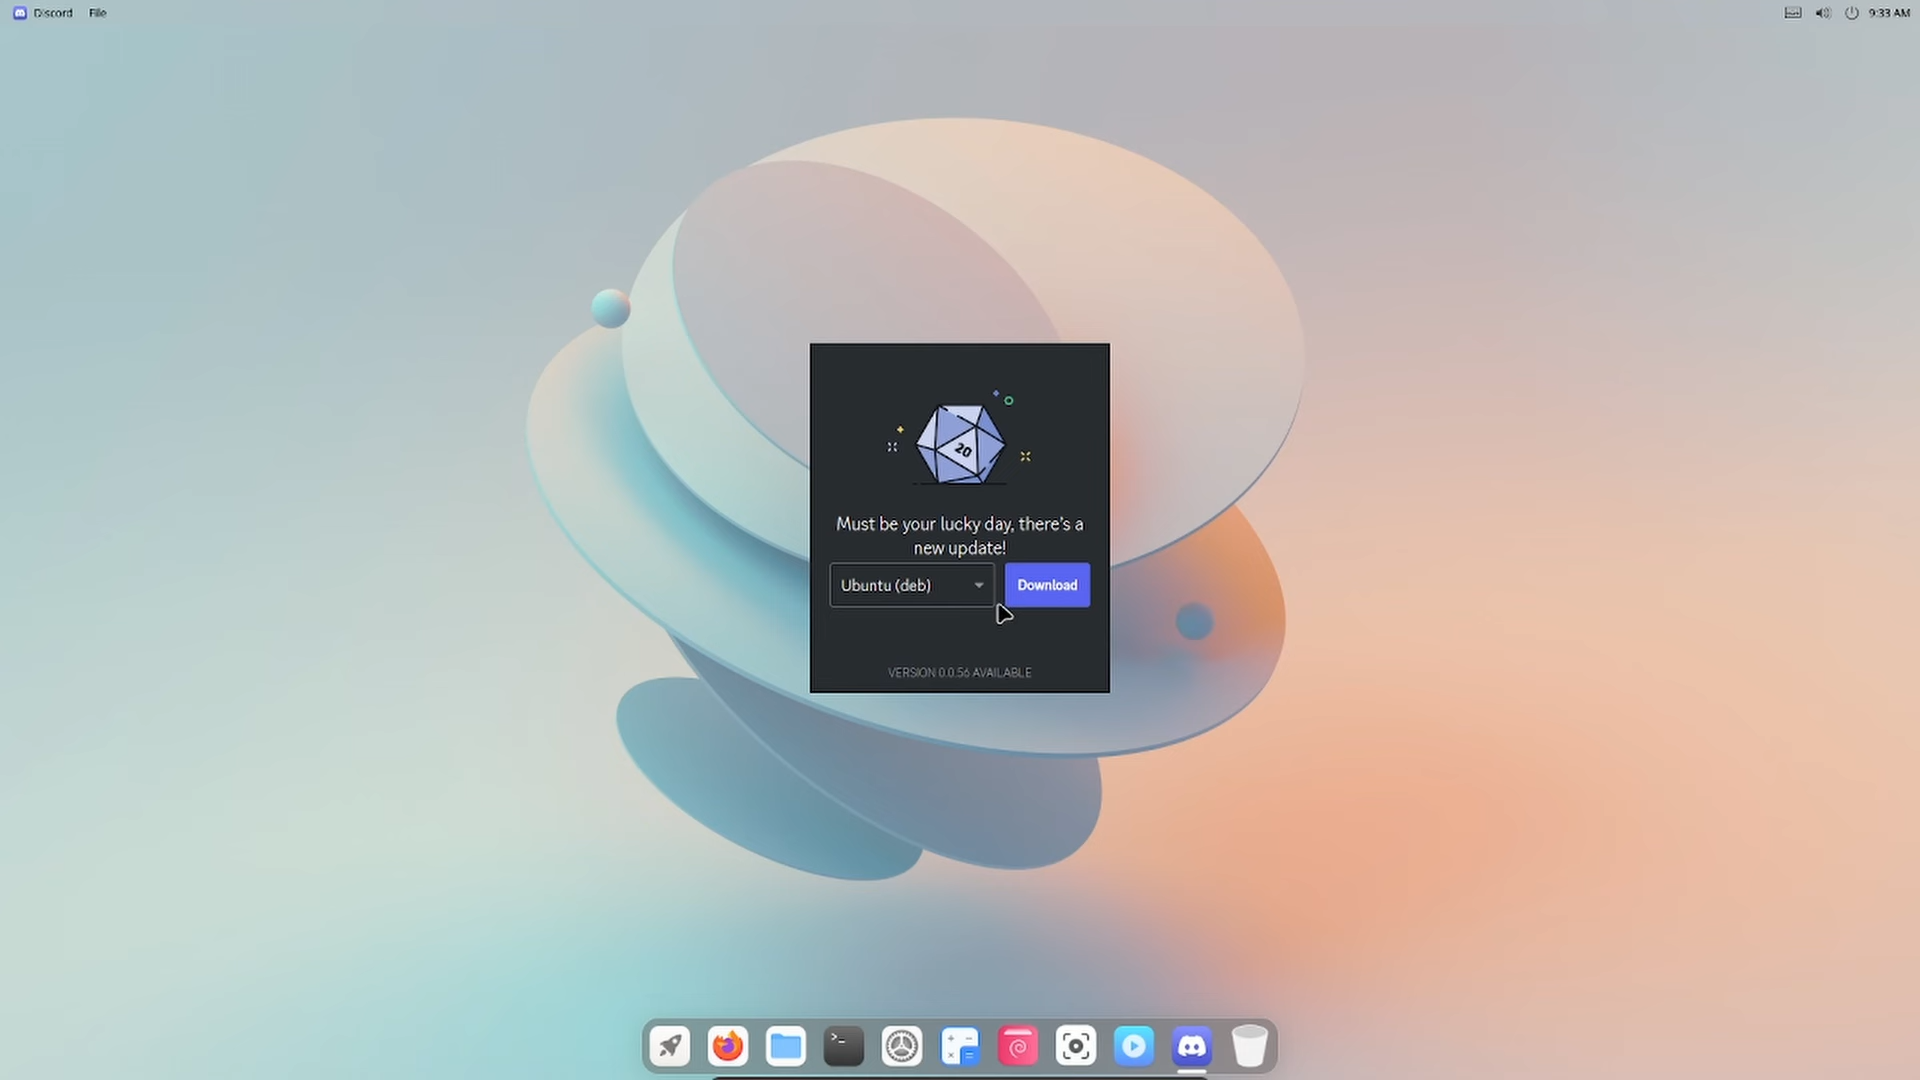 Discord File
9:33 AM
20
Must be your lucky day, there's a
new update!
Ubuntu (deb)
Download
VERSION 0.0.56 AVAILABLE
>_